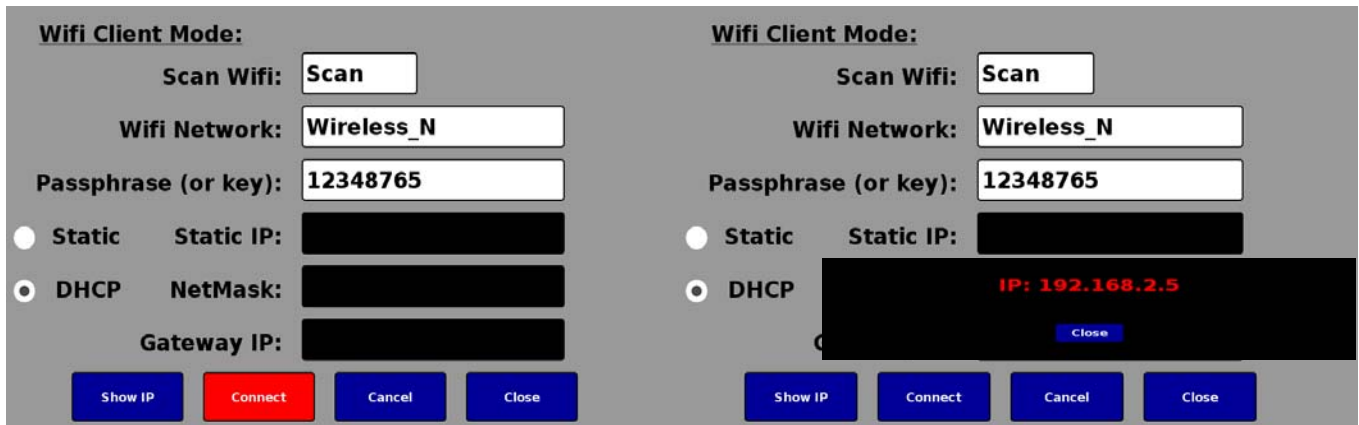 Wifi Client Mode:
Scan Wifi: Scan
Wifi Network: Wireless_N
Passphrase (or key): 12348765
Static Static IP:
DHCP NetMask:
Gateway IP:
Show IP Connect Cancel Close
Wifi Client Mode:
Scan Wifi: Scan
Wifi Network: Wireless_N
Passphrase (or key): 12348765
Static Static IP:
DHCP IP: 192.168.2.5
Close
Show IP Connect Cancel Close